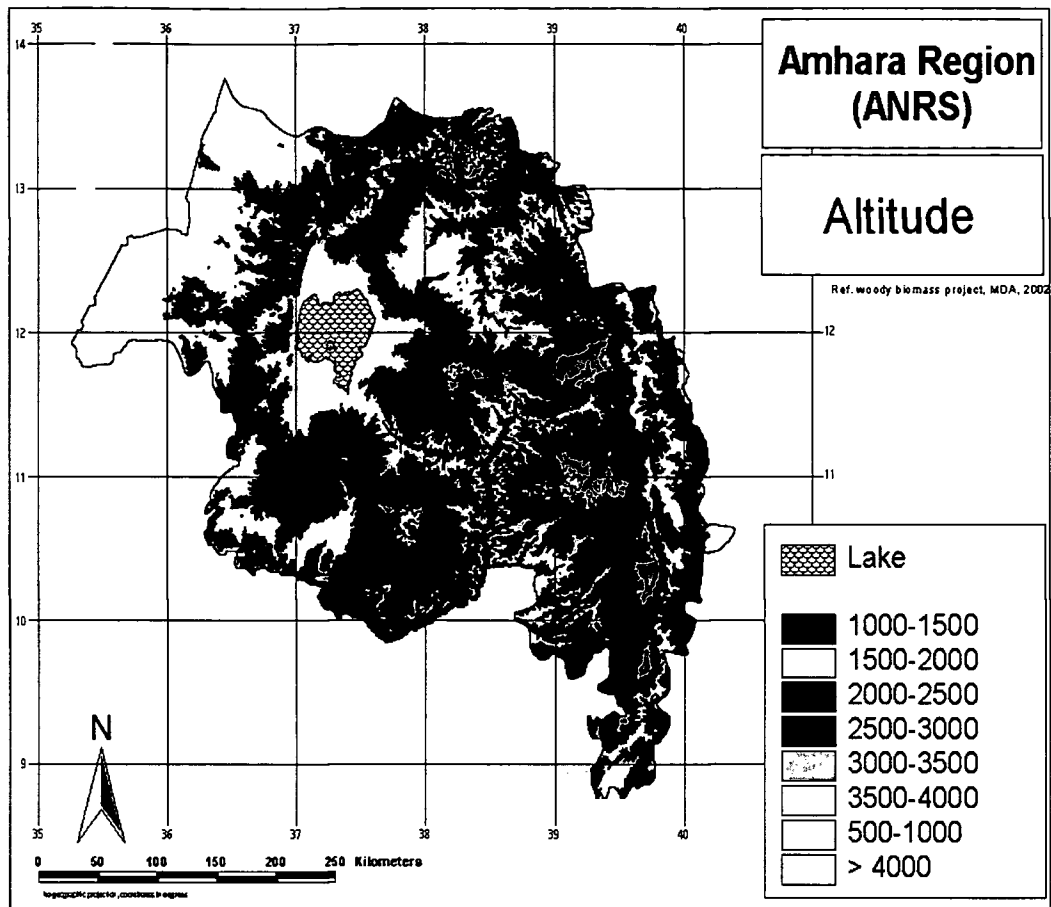 35 36 37 38 39 40
14
Amhara Region
(ANRS)
Altitude
Ref. woody biomass project, MDA, 2002
13
12 12
11 11
10
9
Lake
1000-1500
1500-2000
2000-2500
2500-3000
3000-3500
3500-4000
500-1000
> 4000
N
35 36 37 38 39 40
0 50 100 150 200 250 Kilometers